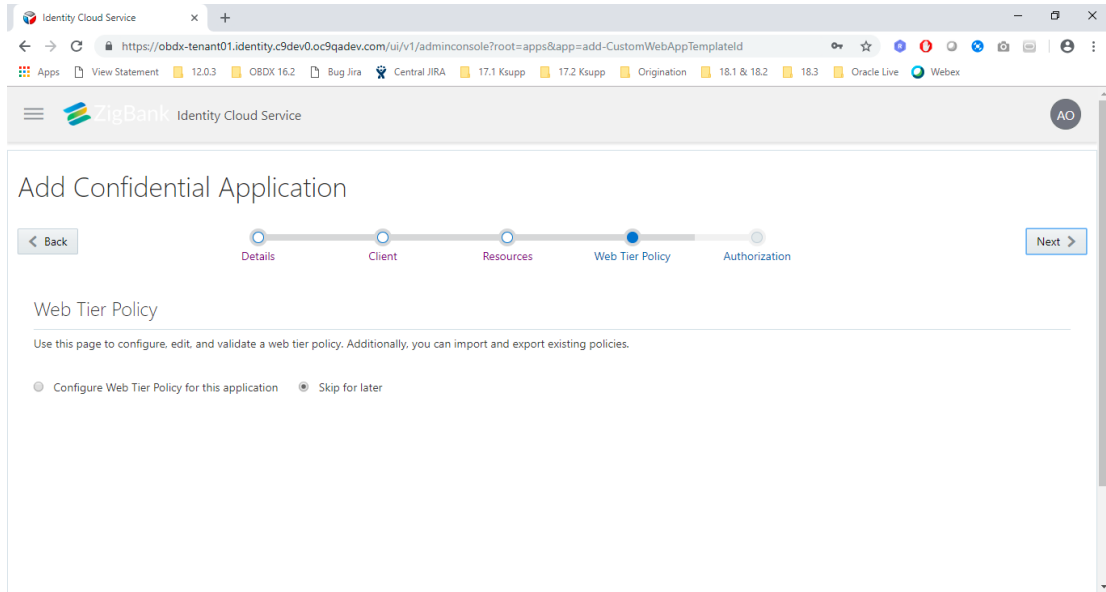 Identity Cloud Service
https://obdx-tenant01.identity.c9dev0.oc9qadev.com/ui/v1/adminconsole?root=apps&app=add-CustomWebAppTemplateId
Apps View Statement 12.0.3 OBDX 16.2 Bug Jira Central JIRA 17.1 Ksupp 17.2 Ksupp Origination 18.1 & 18.2 18.3 Oracle Live Webex
ZigBank Identity Cloud Service AO
Add Confidential Application
Back Next
Details Client Resources Web Tier Policy Authorization
Web Tier Policy
Use this page to configure, edit, and validate a web tier policy. Additionally, you can import and export existing policies.
Configure Web Tier Policy for this application Skip for later